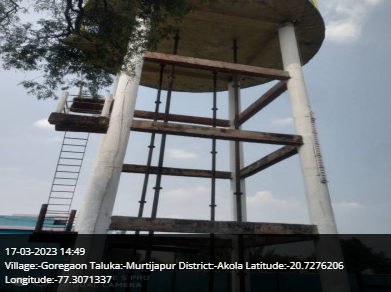 17-03-2023 14:49
Village:-Goregaon Taluka:-Murtijapur District:-Akola Latitude:-20.7276206
Longitude:-77.3071337